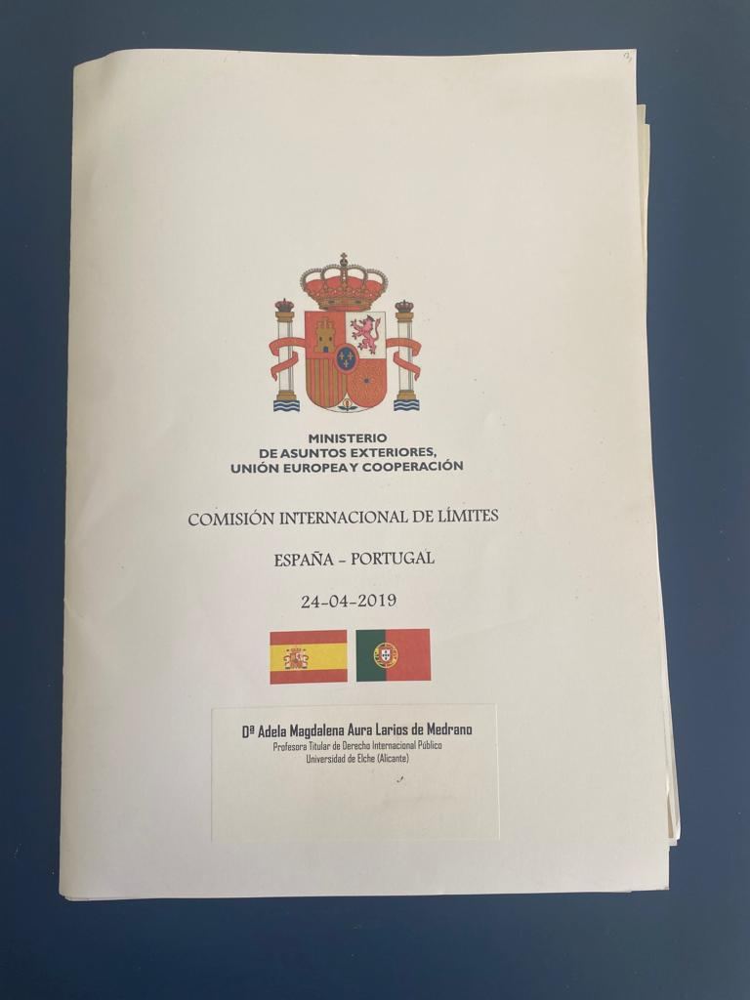 MINISTERIO
DE ASUNTOS EXTERIORES,
UNIÓN EUROPEA Y COOPERACIÓN
COMISIÓN INTERNACIONAL DE LÍMITES
ESPAÑA - PORTUGAL
24-04-2019
Dª Adela Magdalena Aura Larios de Medrano
Profesora Titular de Derecho Internacional Público
Universidad de Elche (Alicante)